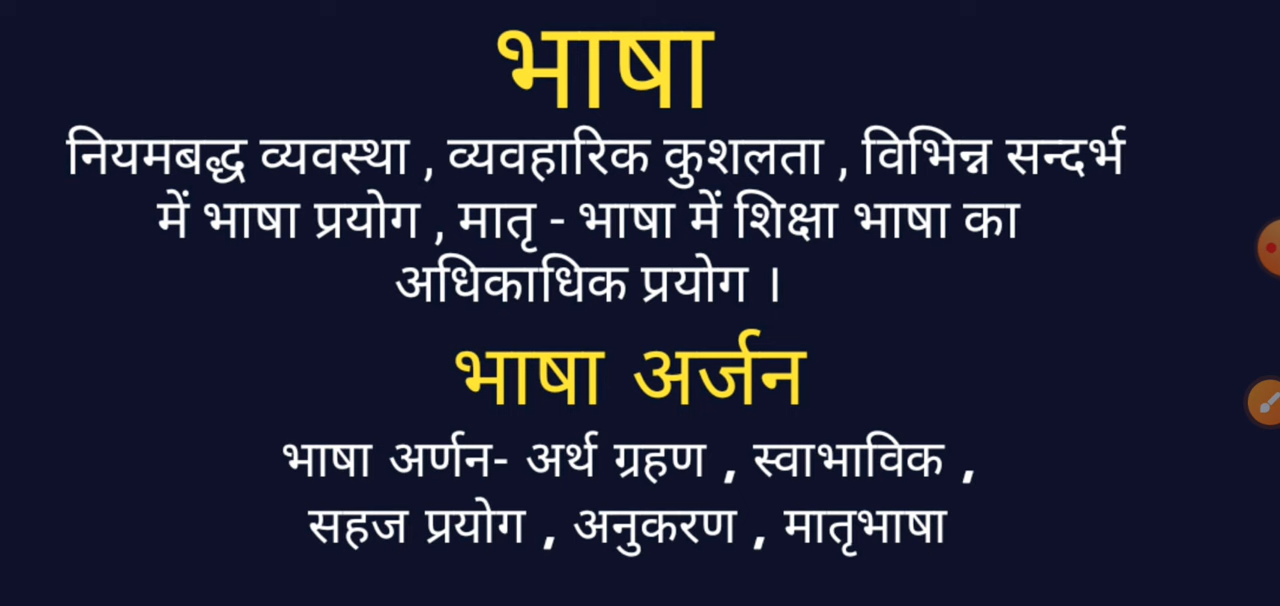 भाषा
नियमबद्ध व्यवस्था , व्यवहारिक कुशलता , विभिन्न सन्दर्भ
में भाषा प्रयोग , मातृ - भाषा में शिक्षा भाषा का
अधिकाधिक प्रयोग ।
भाषा अर्जन
भाषा अर्णन- अर्थ ग्रहण , स्वाभाविक ,
सहज प्रयोग , अनुकरण , मातृभाषा